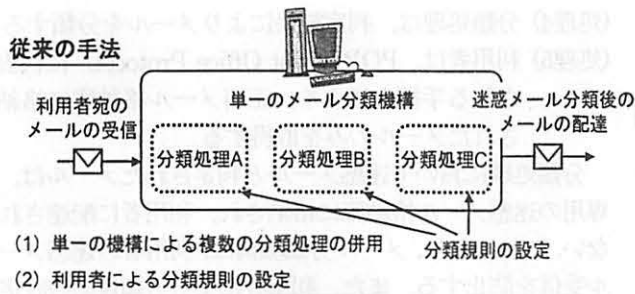 従来の手法
利用者宛の
メールの受信
単一のメール分類機構
迷惑メール分類後の
メールの配達
分類処理A
分類処理B
分類処理C
(1) 単一の機構による複数の分類処理の併用
分類規則の設定
(2) 利用者による分類規則の設定